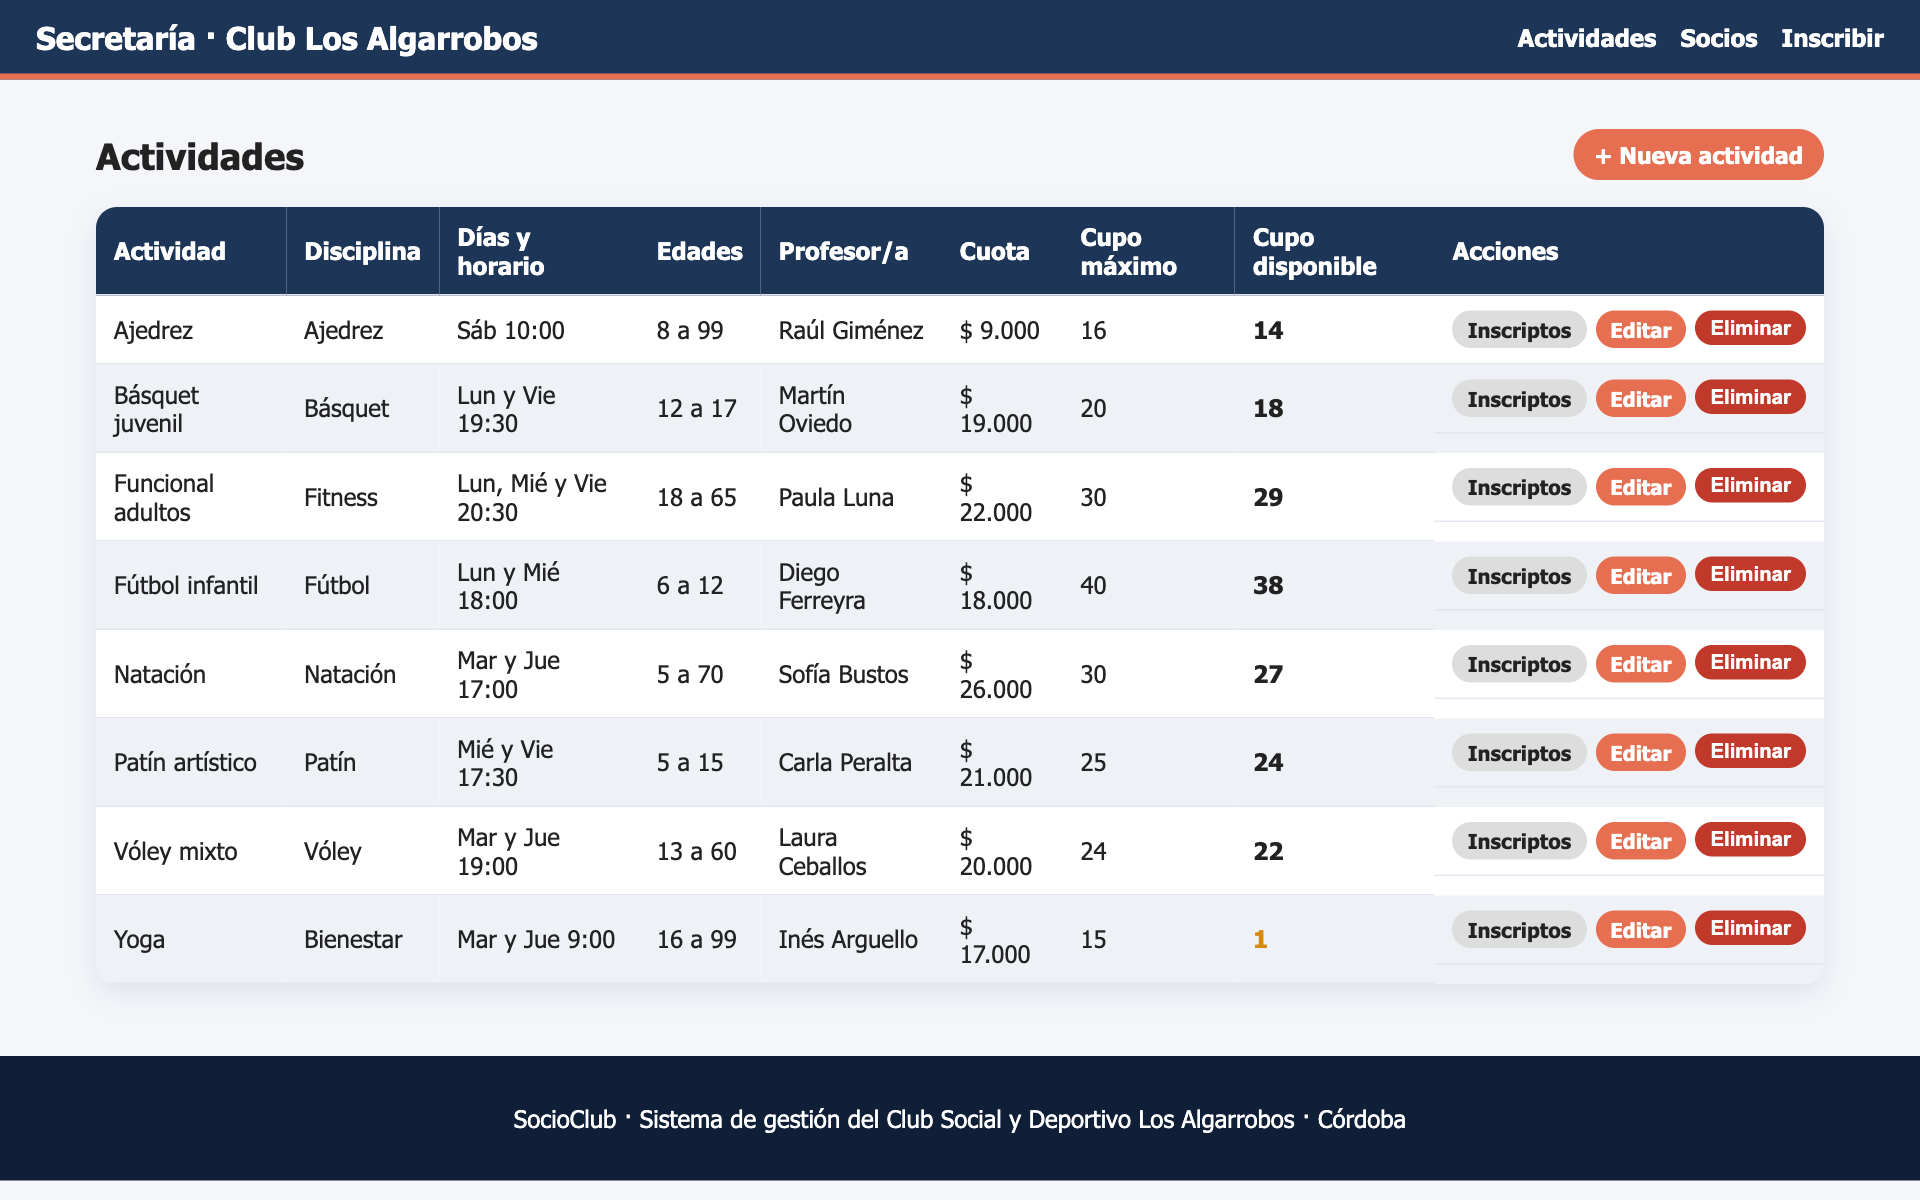 Secretaría · Club Los Algarrobos
Actividades Socios Inscribir
Actividades
+ Nueva actividad
Actividad Disciplina Días y horario Edades Profesor/a Cuota Cupo máximo Cupo disponible Acciones
Ajedrez Ajedrez Sáb 10:00 8 a 99 Raúl Giménez $ 9.000 16 14 Inscriptos Editar Eliminar
Básquet juvenil Básquet Lun y Vie 19:30 12 a 17 Martín Oviedo $ 19.000 20 18 Inscriptos Editar Eliminar
Funcional adultos Fitness Lun, Mié y Vie 20:30 18 a 65 Paula Luna $ 22.000 30 29 Inscriptos Editar Eliminar
Fútbol infantil Fútbol Lun y Mié 18:00 6 a 12 Diego Ferreyra $ 18.000 40 38 Inscriptos Editar Eliminar
Natación Natación Mar y Jue 17:00 5 a 70 Sofía Bustos $ 26.000 30 27 Inscriptos Editar Eliminar
Patín artístico Patín Mié y Vie 17:30 5 a 15 Carla Peralta $ 21.000 25 24 Inscriptos Editar Eliminar
Vóley mixto Vóley Mar y Jue 19:00 13 a 60 Laura Ceballos $ 20.000 24 22 Inscriptos Editar Eliminar
Yoga Bienestar Mar y Jue 9:00 16 a 99 Inés Arguello $ 17.000 15 1 Inscriptos Editar Eliminar
SocioClub · Sistema de gestión del Club Social y Deportivo Los Algarrobos · Córdoba